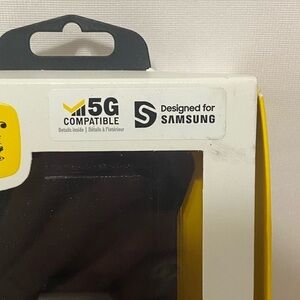 5G
COMPATIBLE
Details inside | Détails à l'intérieur
Designed for
SAMSUNG